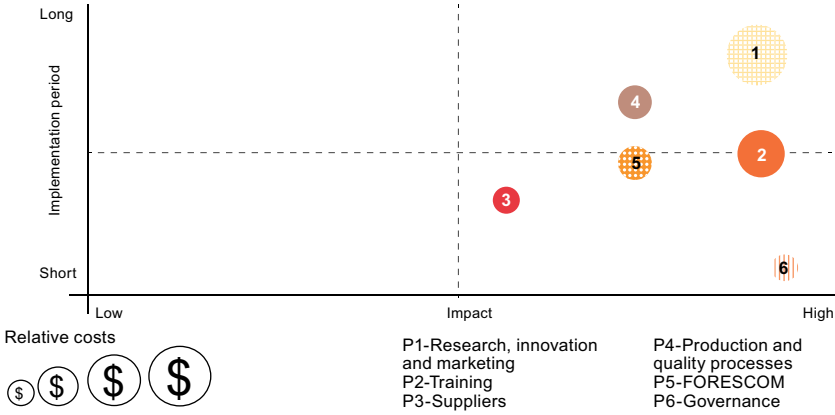 Long
Implementation period
Short
1
4
2
5
3
6
Low
Impact
High
Relative costs
$ $ $ $
P1-Research, innovation
and marketing
P2-Training
P3-Suppliers
P4-Production and
quality processes
P5-FORESCOM
P6-Governance